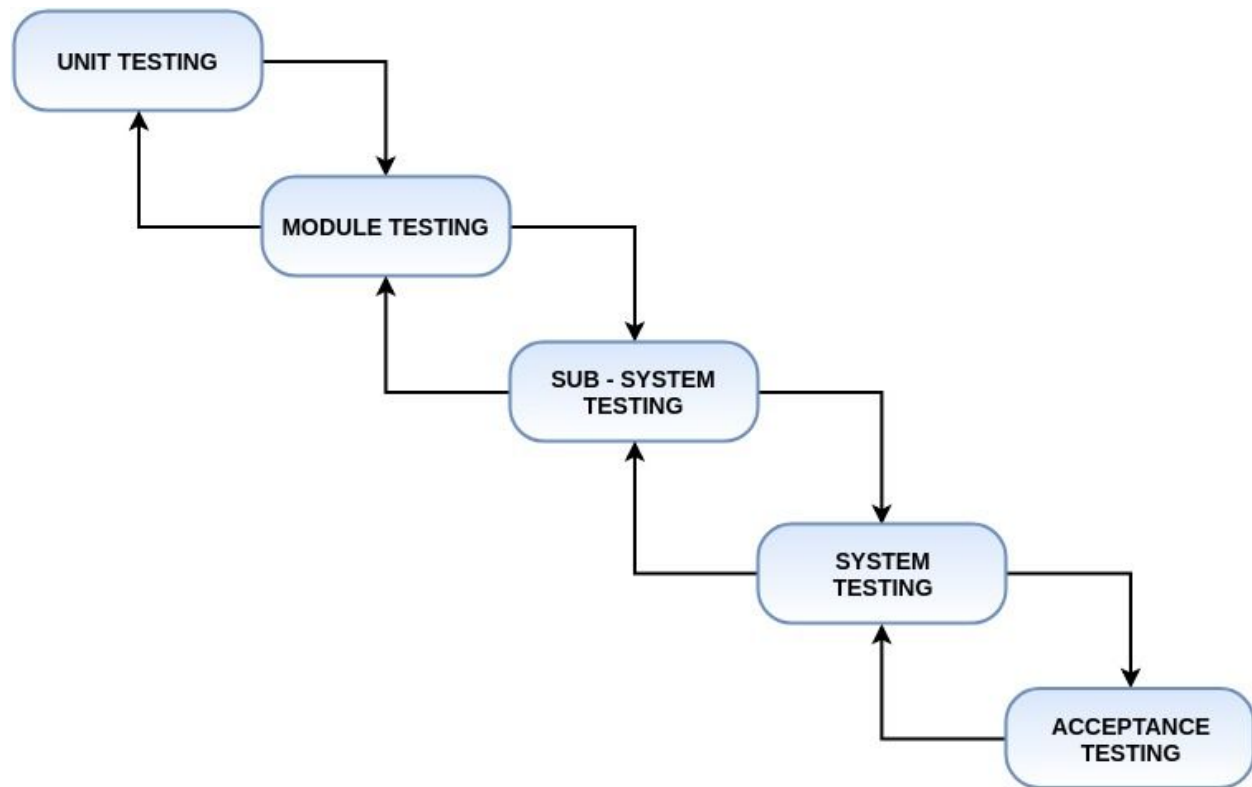 UNIT TESTING
MODULE TESTING
SUB - SYSTEM
TESTING
SYSTEM
TESTING
ACCEPTANCE
TESTING